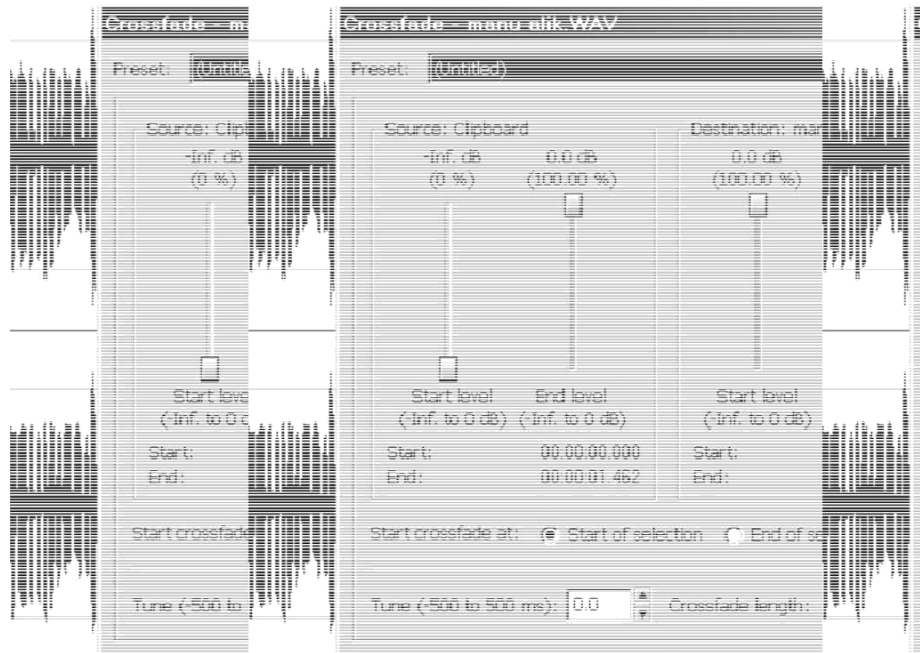 Crossfade - m
Preset: (Untitle
Source: Clipb
-Inf. dB
(0 %)
Start leve
(-Inf. to 0 d
Start:
End:
Start crossfade
Tune (-500 to
Crossfade - manu alik.WAV
Preset: (Untitled)
Source: Clipboard Destination: man
-Inf. dB 0.0 dB 0.0 dB
(0 %) (100.00 %) (100.00 %)
Start level End level Start level
(-Inf. to 0 dB) (-Inf. to 0 dB) (-Inf. to 0 dB)
Start: 00:00:00.000 Start:
End: 00:00:01.462 End:
Start crossfade at: Start of selection End of se
Tune (-500 to 500 ms): 0.0 Crossfade length: